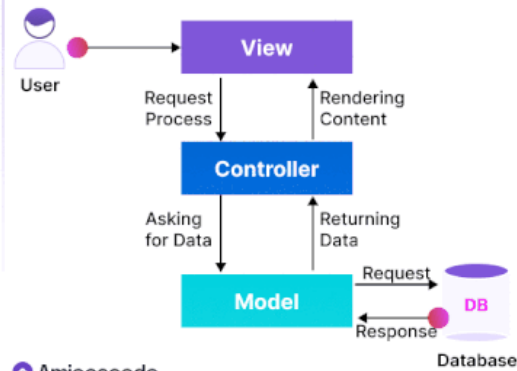 View
User
Request
Process
Rendering
Content
Controller
Asking
for Data
Returning
Data
Request
Model
DB
Response
Database